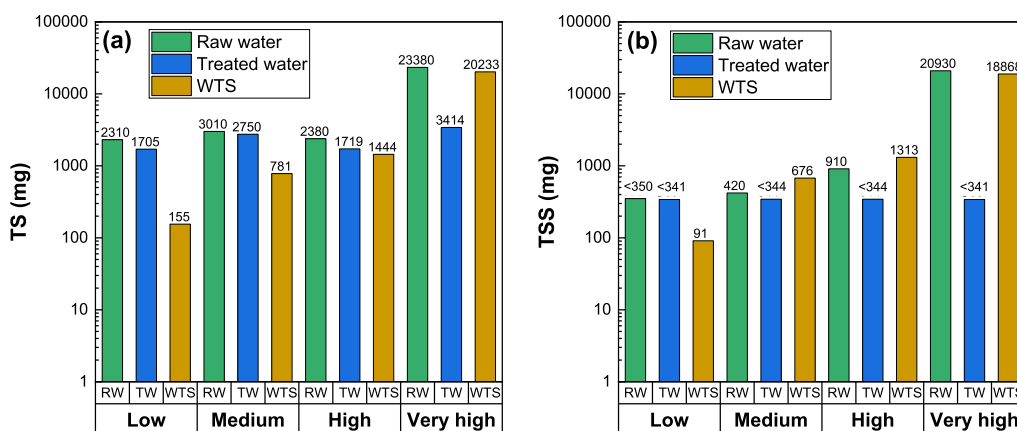 (a)
Raw water
Treated water
WTS
TS (mg)
100000
10000
1000
100
10
1
2310
1705
155
3010
2750
781
2380
1719
1444
23380
3414
20233
RW TW WTS RW TW WTS RW TW WTS RW TW WTS
Low Medium High Very high
(b)
Raw water
Treated water
WTS
TSS (mg)
100000
10000
1000
100
10
1
<350
<341
91
420
<344
676
910
<344
1313
20930
<341
18868
RW TW WTS RW TW WTS RW TW WTS RW TW WTS
Low Medium High Very high